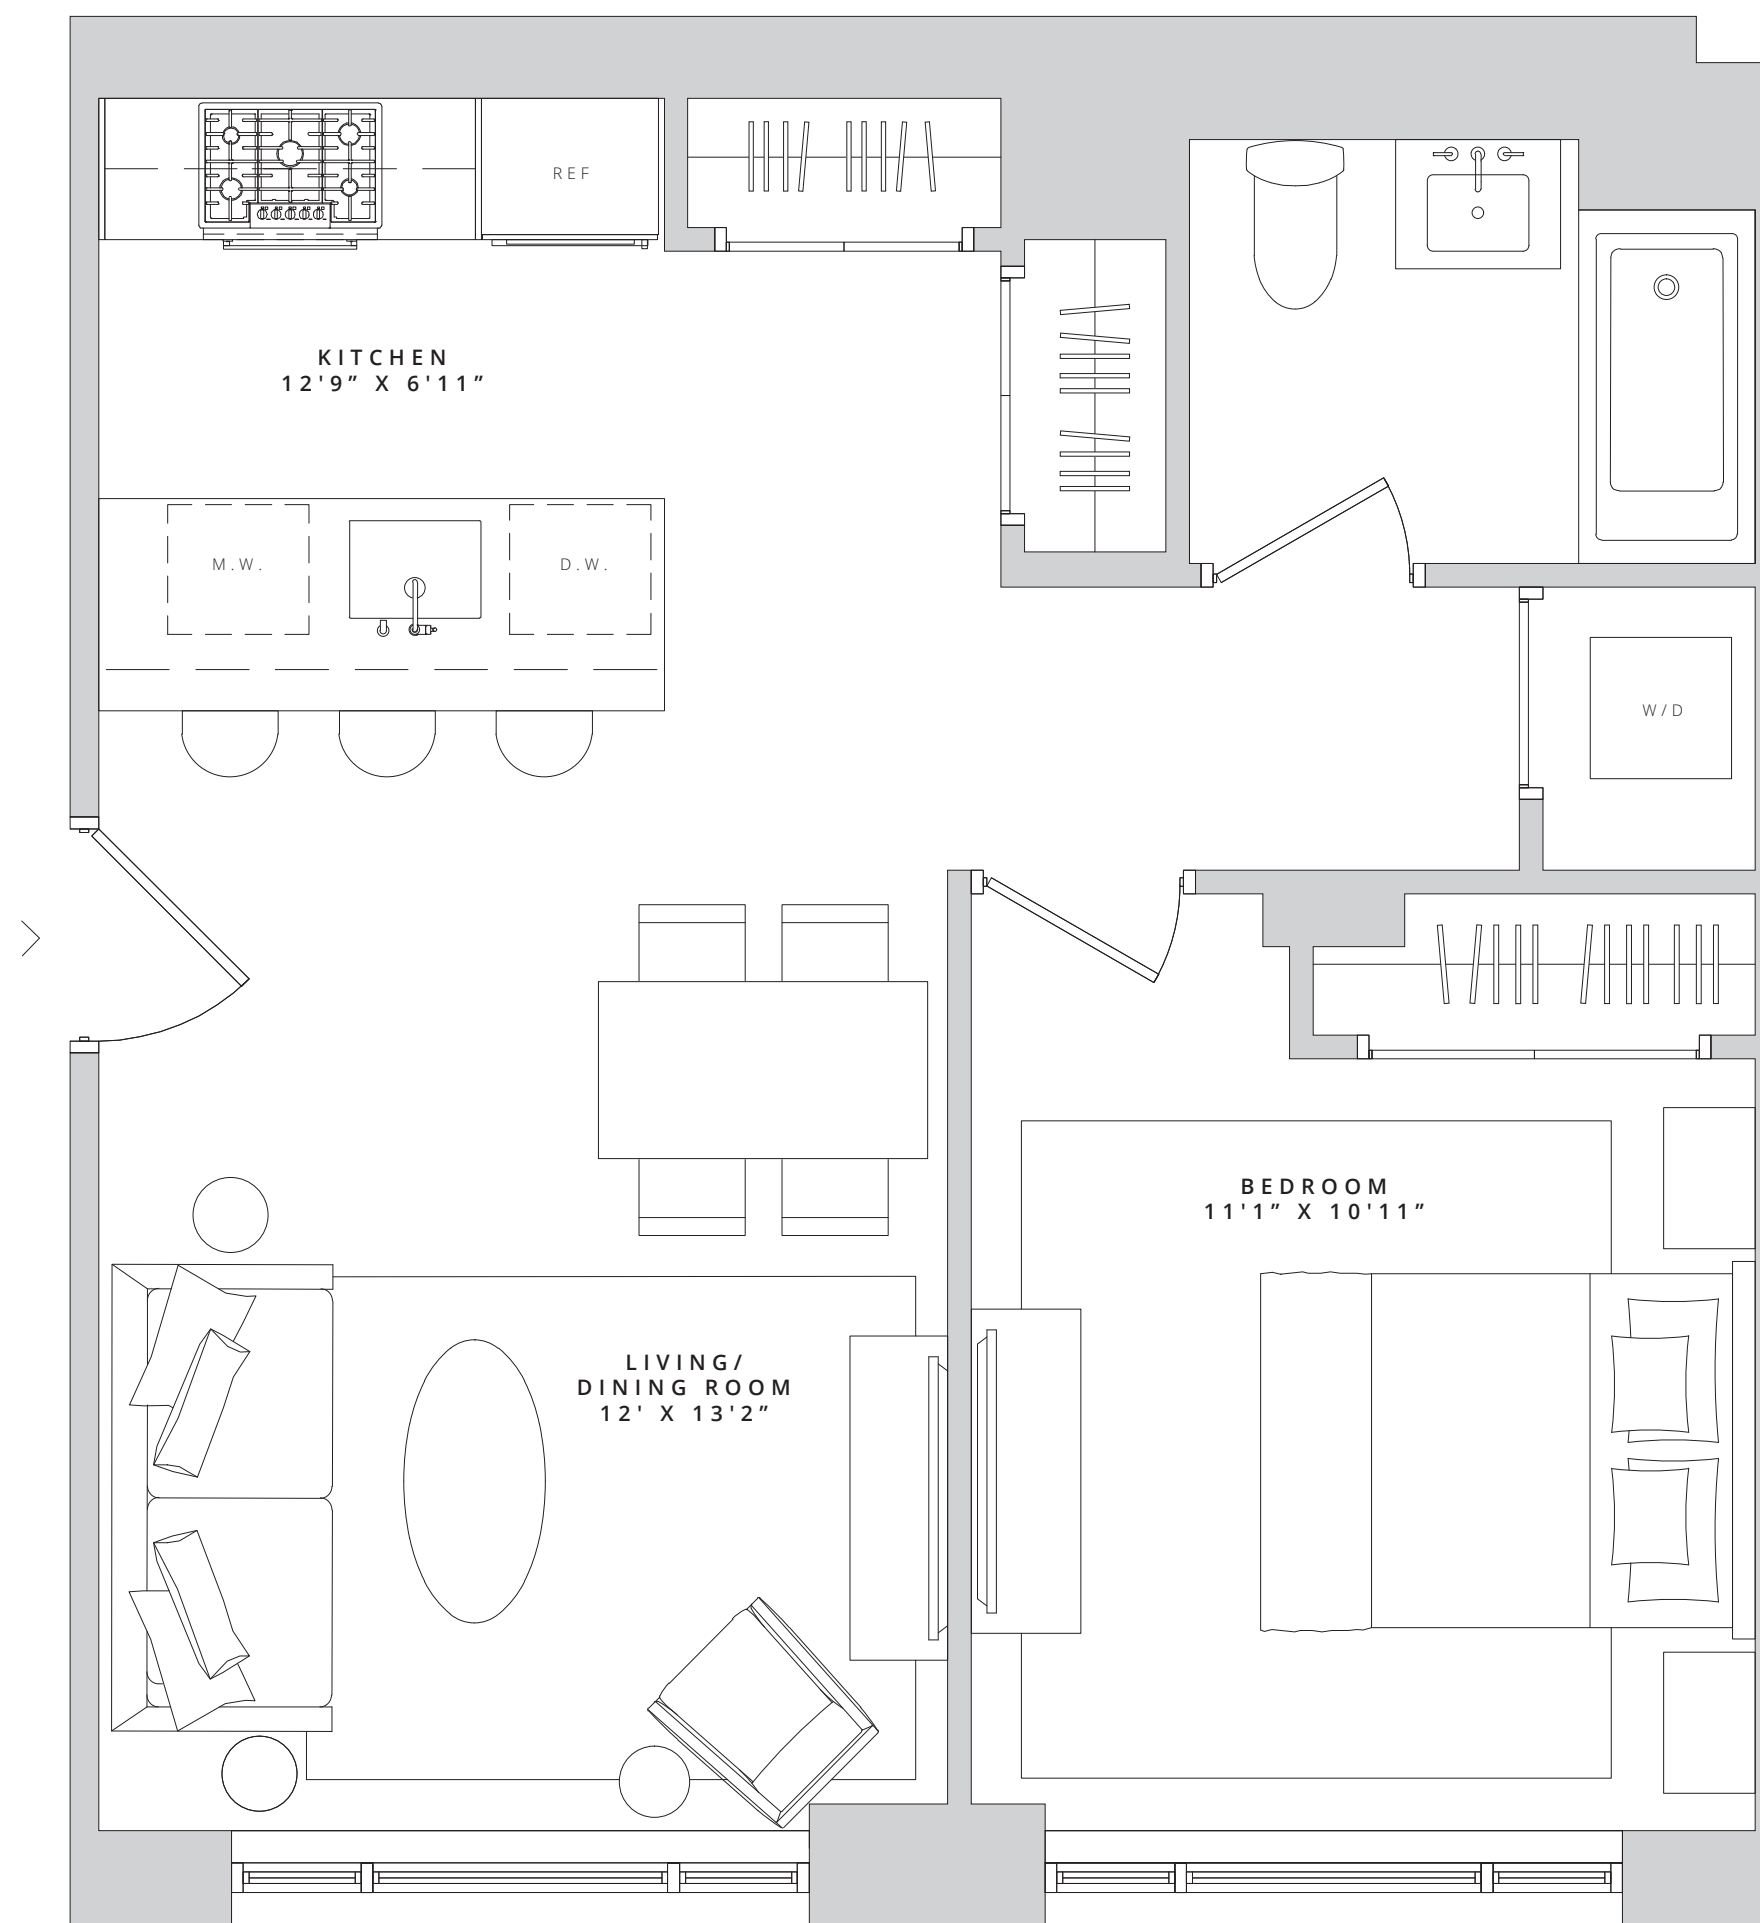 REF
KITCHEN
12'9” X 6'11”
M.W.
D.W.
W/D
BEDROOM
11'1” X 10'11”
LIVING/
DINING ROOM
12' X 13'2”